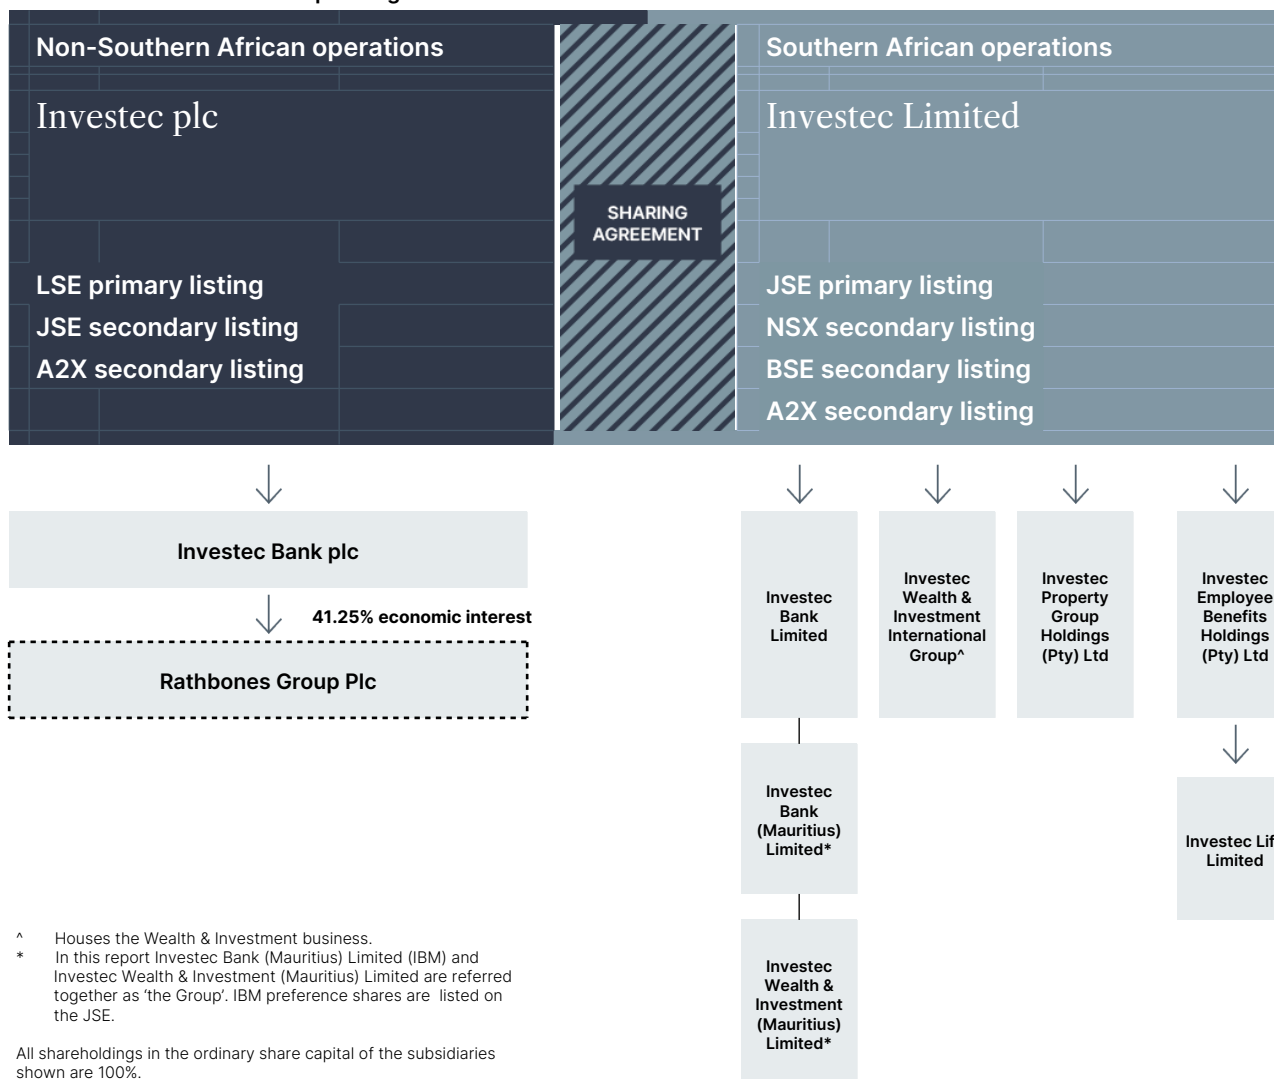 Non-Southern African operations
Investec plc
LSE primary listing
JSE secondary listing
A2X secondary listing
SHARING
AGREEMENT
Southern African operations
Investec Limited
JSE primary listing
NSX secondary listing
BSE secondary listing
A2X secondary listing
Investec Bank plc
41.25% economic interest
Rathbones Group Plc
Investec
Bank
Limited
Investec
Wealth &
Investment
International
Group^
Investec
Property
Group
Holdings
(Pty) Ltd
Investec
Employee
Benefits
Holdings
(Pty) Ltd
Investec
Bank
(Mauritius)
Limited*
Investec
Limited
Investec
Wealth &
Investment
(Mauritius)
Limited*
^ Houses the Wealth & Investment business.
* In this report Investec Bank (Mauritius) Limited (IBM) and
Investec Wealth & Investment (Mauritius) Limited are referred
together as ‘the Group’. IBM preference shares are listed on
the JSE.
All shareholdings in the ordinary share capital of the subsidiaries
shown are 100%.